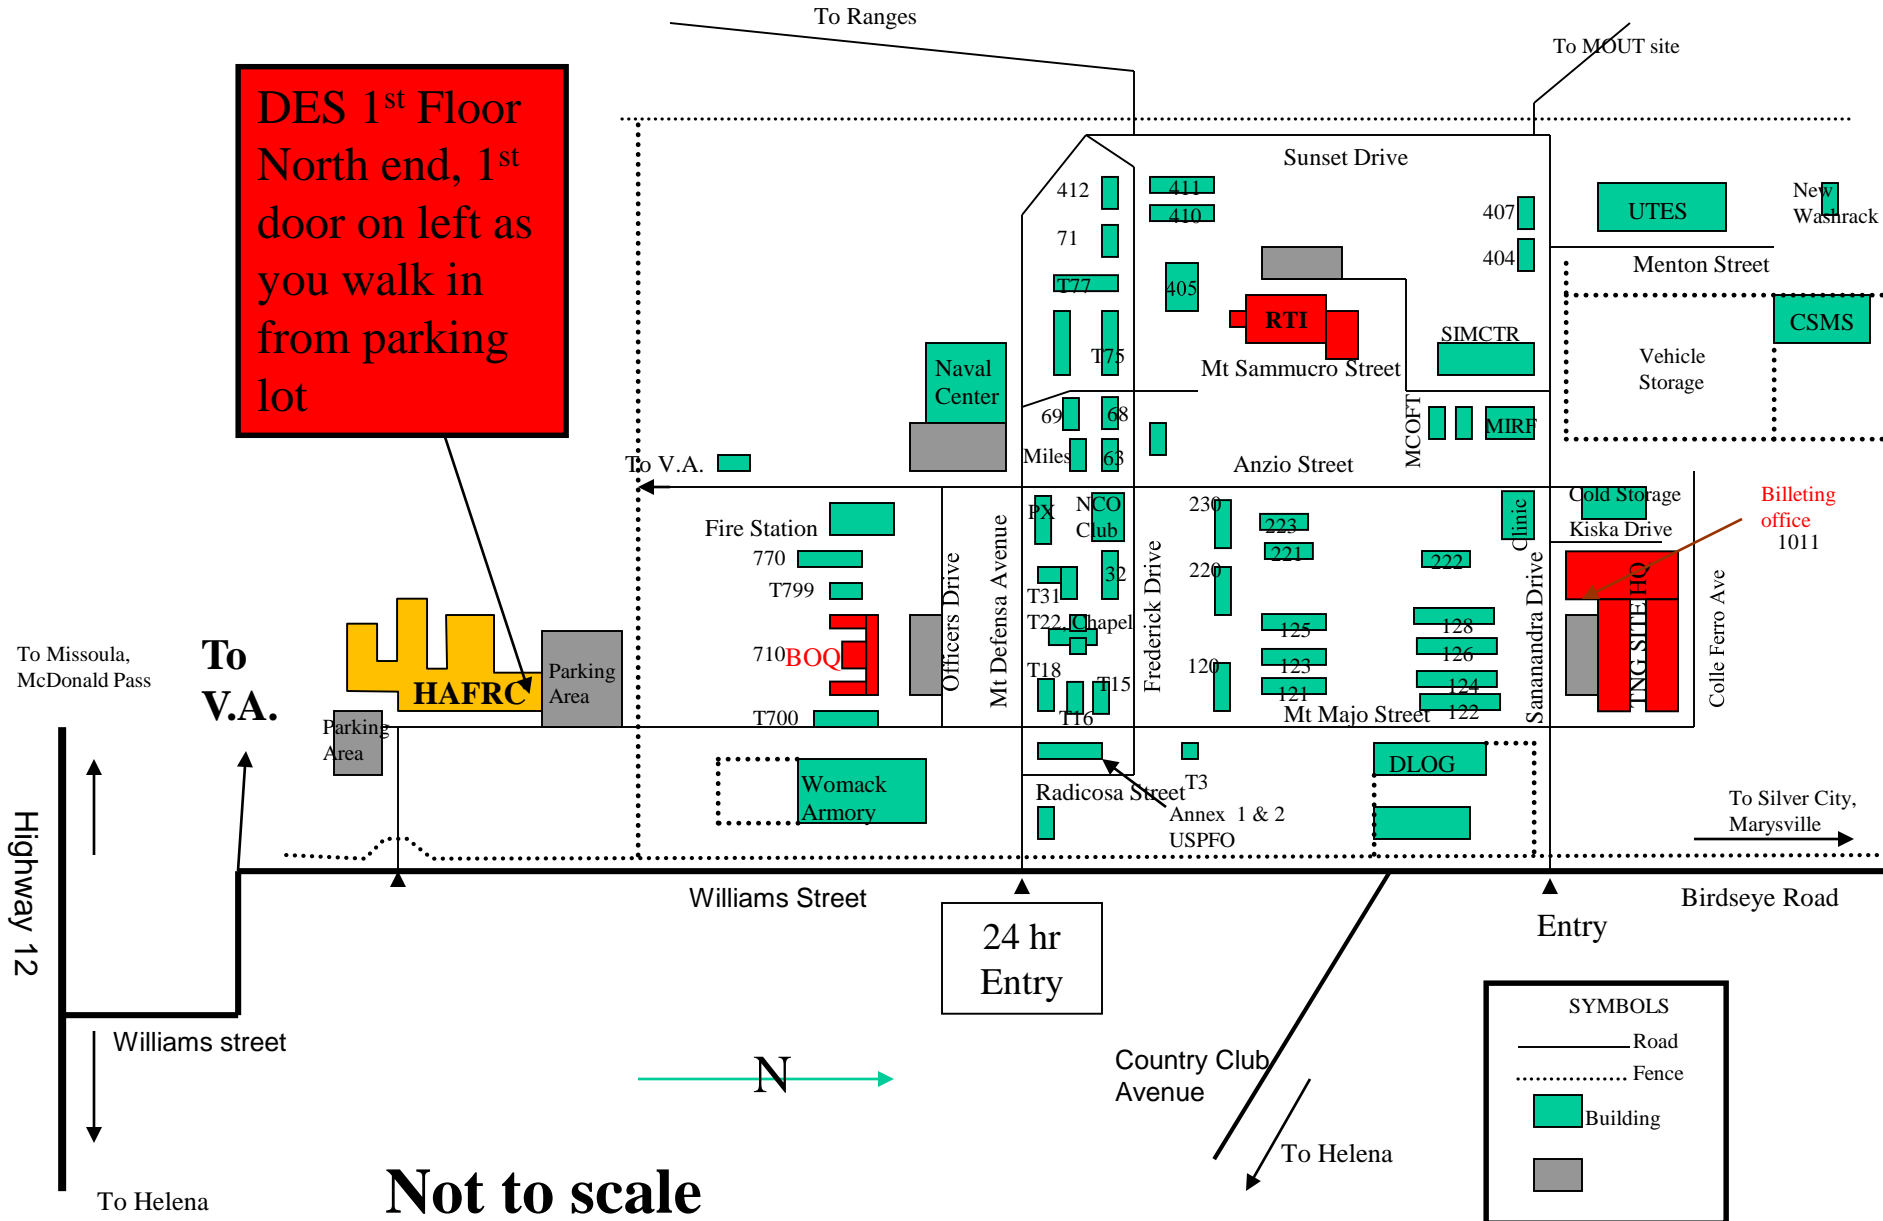 To Ranges
To MOUT site
DES 1st Floor
North end, 1st
door on left as
you walk in
from parking
lot
Sunset Drive
412
411
410
71
T77
405
407
404
UTES
New
Washrack
Menton Street
RTI
T75
SIMCTR
CSMS
Vehicle
Storage
Naval
Center
Mt Sammucro Street
69
68
Miles
63
MCOFT
MIRF
To V.A.
Anzio Street
PX
NCO
Club
230
223
221
222
220
Clinic
Cold Storage
Kiska Drive
Billeting
office
1011
Fire Station
770
T799
710
BOQ
T700
Officers Drive
Mt Defensa Avenue
32
T31
T22, Chapel
T18
T15
T16
Frederick Drive
120
125
123
121
128
126
124
122
Sananandra Drive
TNG SITE HQ
Colle Ferro Ave
To Missoula,
McDonald Pass
To
V.A.
HAFRC
Parking
Area
Parking
Area
Mt Majo Street
Womack
Armory
Radicosa Street
T3
Annex 1 & 2
USPFO
DLOG
To Silver City,
Marysville
Highway 12
Williams Street
Birdseye Road
24 hr
Entry
Entry
Williams street
N
Country Club
Avenue
To Helena
To Helena
Not to scale
SYMBOLS
Road
Fence
Building